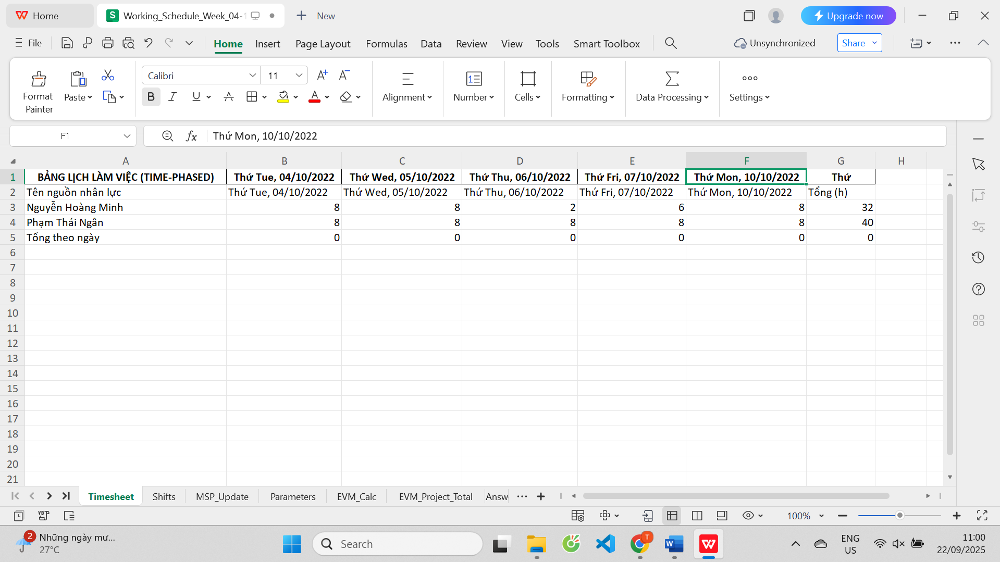 Home
Working_Schedule_Week_04-1
New
Upgrade now
File
Home Insert Page Layout Formulas Data Review View Tools Smart Toolbox
Unsynchronized
Share
Format Painter
Paste
Calibri
11
Alignment
Number
Cells
Formatting
Data Processing
Settings
F1
fx
Thứ Mon, 10/10/2022
A B C D E F G H
1 BẢNG LỊCH LÀM VIỆC (TIME-PHASED) Thứ Tue, 04/10/2022 Thứ Wed, 05/10/2022 Thứ Thu, 06/10/2022 Thứ Fri, 07/10/2022 Thứ Mon, 10/10/2022 Thứ
2 Tên nguồn nhân lực Thứ Tue, 04/10/2022 Thứ Wed, 05/10/2022 Thứ Thu, 06/10/2022 Thứ Fri, 07/10/2022 Thứ Mon, 10/10/2022 Tổng (h)
3 Nguyễn Hoàng Minh 8 8 2 6 8 32
4 Phạm Thái Ngân 8 8 8 8 8 40
5 Tổng theo ngày 0 0 0 0 0 0
6
7
8
9
10
11
12
13
14
15
16
17
18
19
20
21
Timesheet Shifts MSP_Update Parameters EVM_Calc EVM_Project_Total Answ
100%
2
Những ngày mư...
27°C
Search
ENG
US
11:00
22/09/2025